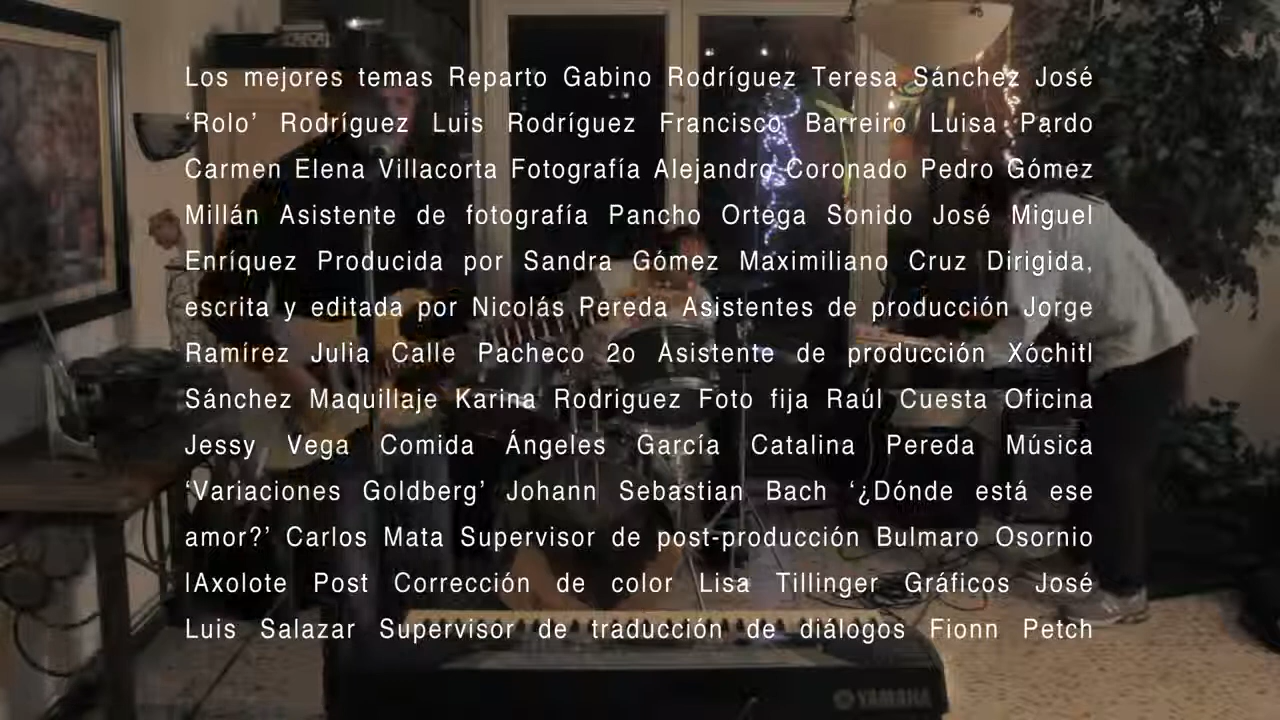 Los mejores temas Reparto Gabino Rodríguez Teresa Sánchez José
‘Rolo’ Rodríguez Luis Rodríguez Francisco Barreiro Luisa Pardo
Carmen Elena Villacorta Fotografía Alejandro Coronado Pedro Gómez
Millán Asistente de fotografía Pancho Ortega Sonido José Miguel
Enríquez Producida por Sandra Gómez Maximiliano Cruz Dirigida,
escrita y editada por Nicolás Pereda Asistentes de producción Jorge
Ramírez Julia Calle Pacheco 2o Asistente de producción Xóchitl
Sánchez Maquillaje Karina Rodriguez Foto fija Raúl Cuesta Oficina
Jessy Vega Comida Ángeles García Catalina Pereda Música
‘Variaciones Goldberg’ Johann Sebastian Bach ‘¿Dónde está ese
amor?’ Carlos Mata Supervisor de post-producción Bulmaro Osornio
lAxolote Post Corrección de color Lisa Tillinger Gráficos José
Luis Salazar Supervisor de traducción de diálogos Fionn Petch
YAMAHA